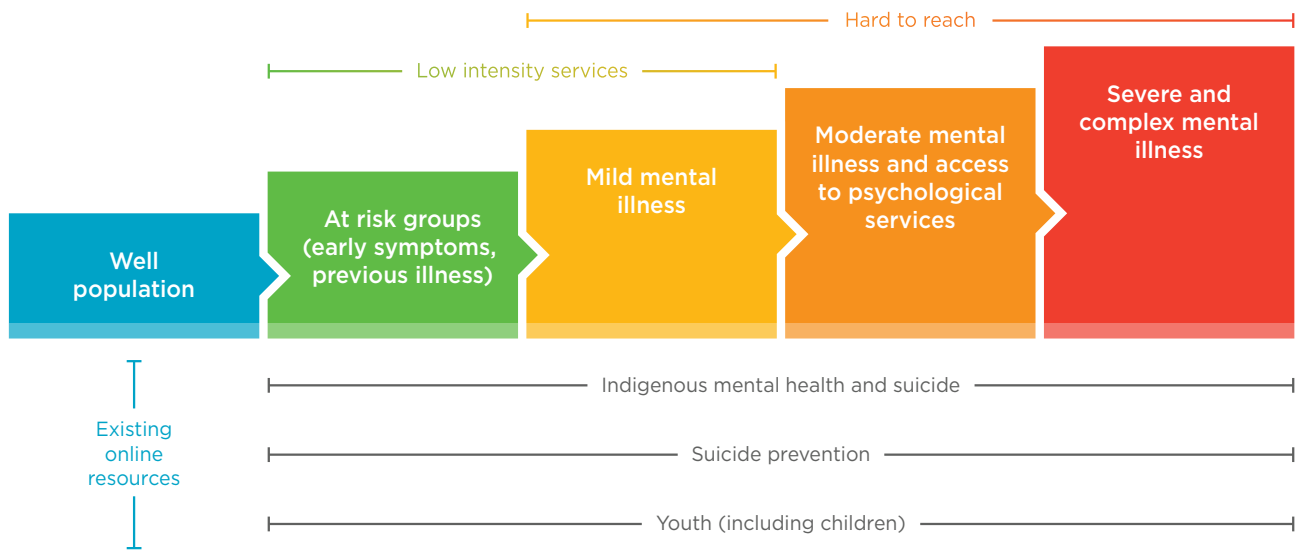 Hard to reach
Low intensity services
Well
population
At risk groups
(early symptoms,
previous illness)
Mild mental
illness
Moderate mental
illness and access
to psychological
services
Severe and
complex mental
illness
Existing
online
resources
Indigenous mental health and suicide
Suicide prevention
Youth (including children)